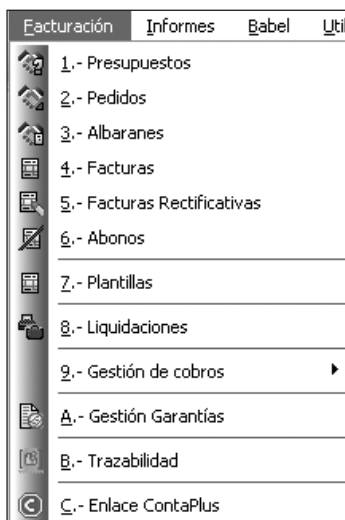 Facturación Informes Babel
1.- Presupuestos
2.- Pedidos
3.- Albaranes
4.- Facturas
5.- Facturas Rectificativas
6.- Abonos
7.- Plantillas
8.- Liquidaciones
9.- Gestión de cobros
A.- Gestión Garantías
B.- Trazabilidad
C.- Enlace ContaPlus